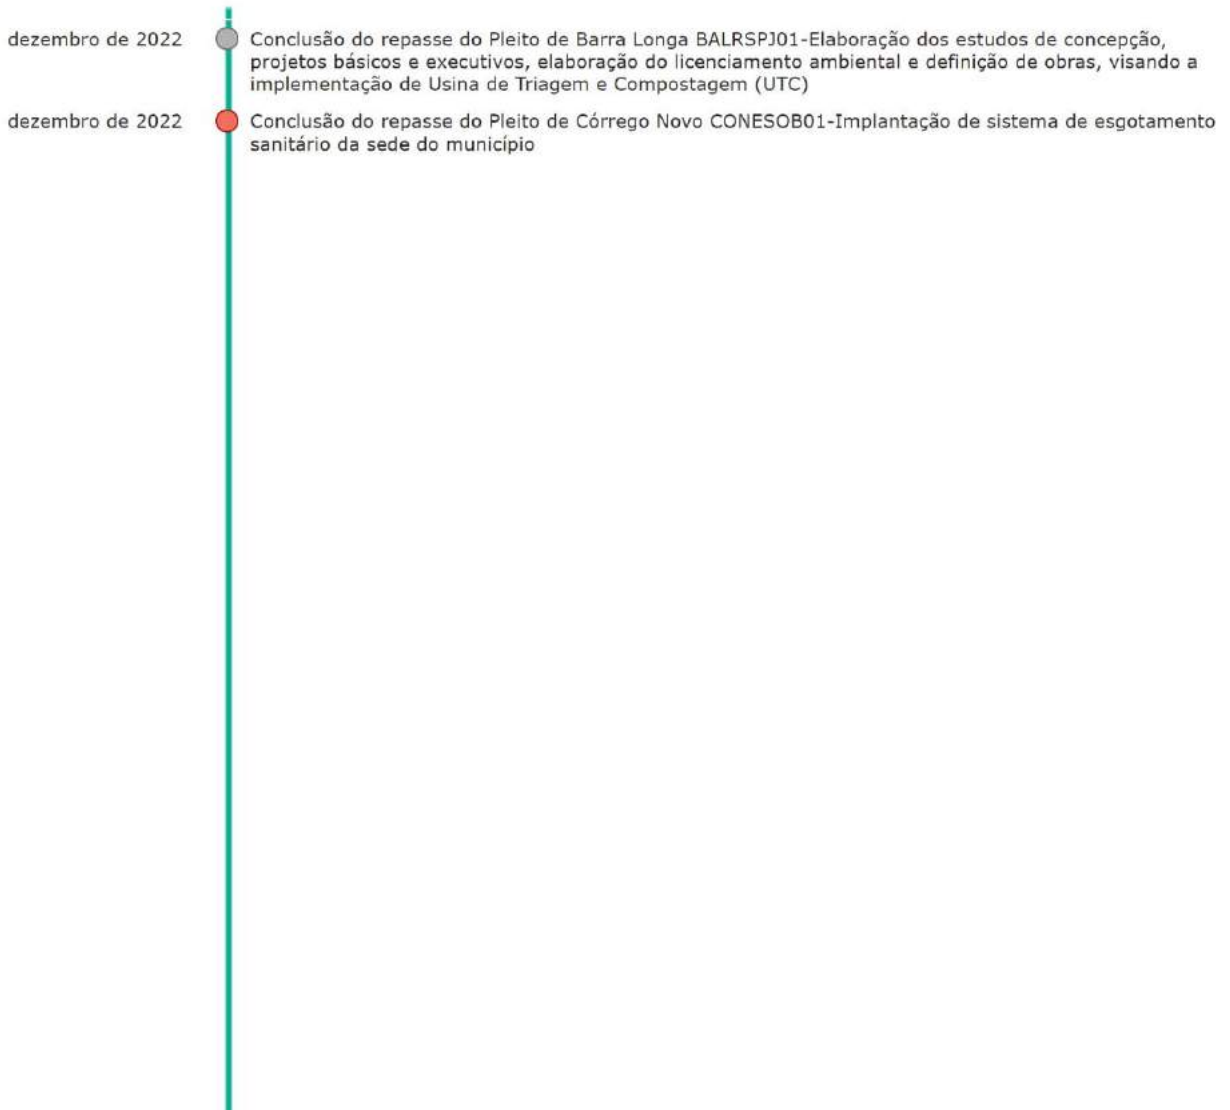 dezembro de 2022 Conclusão do repasse do Pleito de Barra Longa BALRSPJ01-Elaboração dos estudos de concepção,
projetos básicos e executivos, elaboração do licenciamento ambiental e definição de obras, visando a
implementação de Usina de Triagem e Compostagem (UTC)
dezembro de 2022 Conclusão do repasse do Pleito de Córrego Novo CONESOB01-Implantação de sistema de esgotamento
sanitário da sede do município